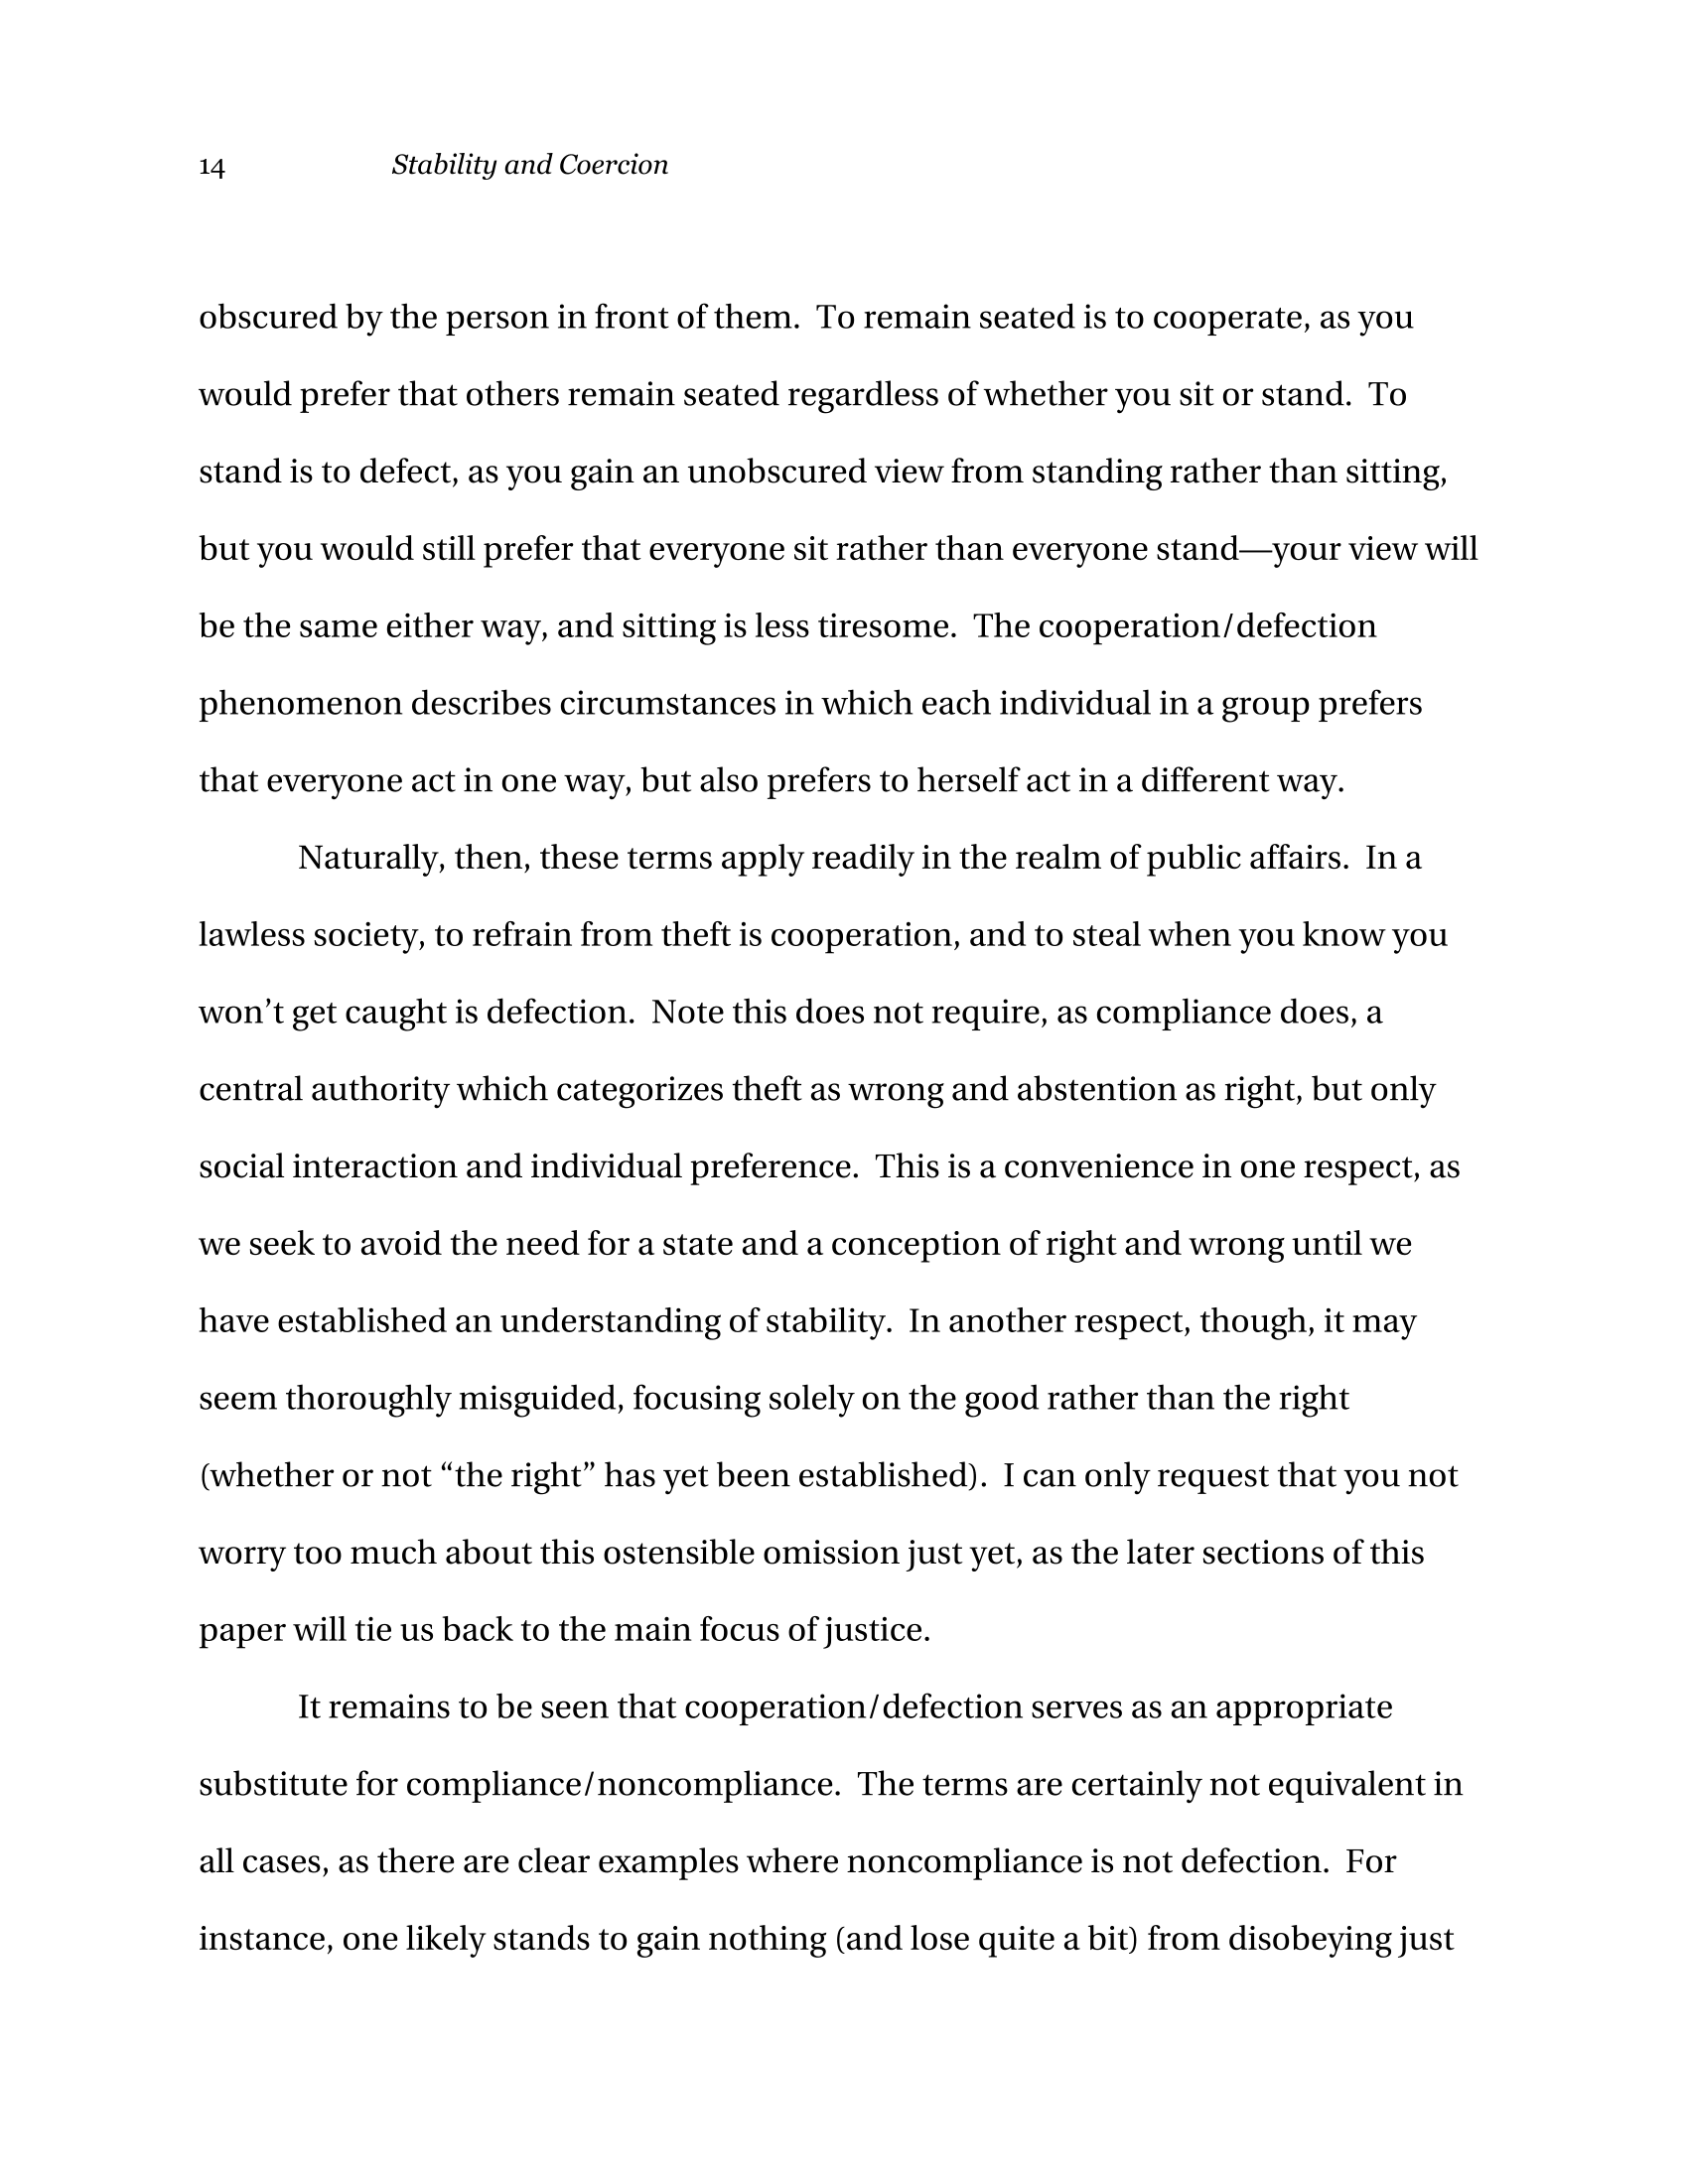 14 Stability and Coercion
obscured by the person in front of them.  To remain seated is to cooperate, as you
would prefer that others remain seated regardless of whether you sit or stand.  To
stand is to defect, as you gain an unobscured view from standing rather than sitting,
but you would still prefer that everyone sit rather than everyone stand—your view will
be the same either way, and sitting is less tiresome.  The cooperation/defection
phenomenon describes circumstances in which each individual in a group prefers
that everyone act in one way, but also prefers to herself act in a different way.
Naturally, then, these terms apply readily in the realm of public affairs.  In a
lawless society, to refrain from theft is cooperation, and to steal when you know you
won’t get caught is defection.  Note this does not require, as compliance does, a
central authority which categorizes theft as wrong and abstention as right, but only
social interaction and individual preference.  This is a convenience in one respect, as
we seek to avoid the need for a state and a conception of right and wrong until we
have established an understanding of stability.  In another respect, though, it may
seem thoroughly misguided, focusing solely on the good rather than the right
(whether or not “the right” has yet been established).  I can only request that you not
worry too much about this ostensible omission just yet, as the later sections of this
paper will tie us back to the main focus of justice.
It remains to be seen that cooperation/defection serves as an appropriate
substitute for compliance/noncompliance.  The terms are certainly not equivalent in
all cases, as there are clear examples where noncompliance is not defection.  For
instance, one likely stands to gain nothing (and lose quite a bit) from disobeying just